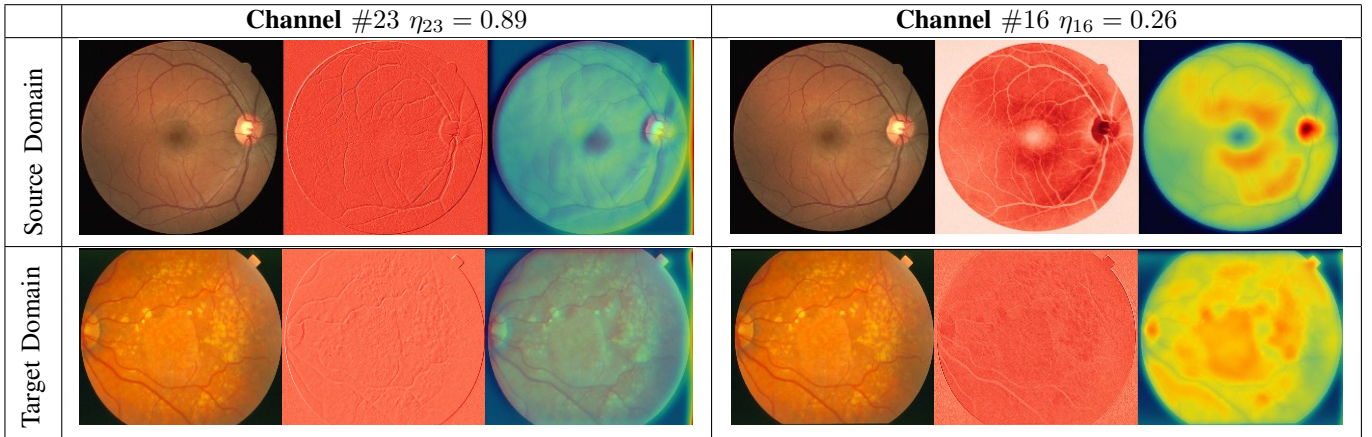 Channel #23 η23 = 0.89
Channel #16 η16 = 0.26
Source Domain
Target Domain